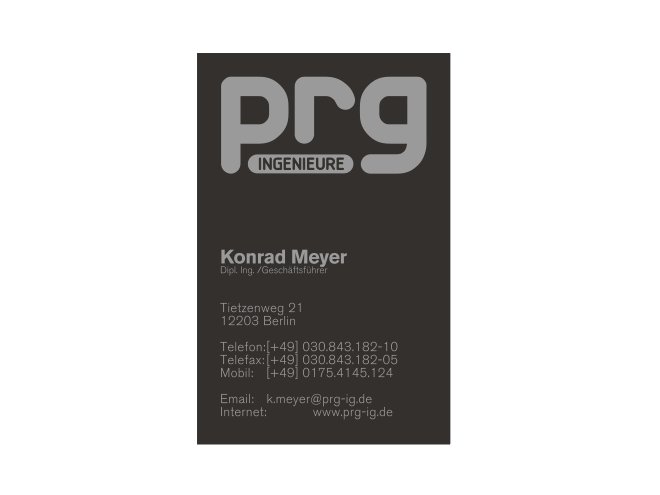 prg
INGENIEURE
Konrad Meyer
Dipl. Ing. /Geschäftsführer
Tietzenweg 21
12203 Berlin
Telefon:[+49] 030.843.182-10
Telefax:[+49] 030.843.182-05
Mobil: [+49] 0175.4145.124
Email: k.meyer@prg-ig.de
Internet: www.prg-ig.de